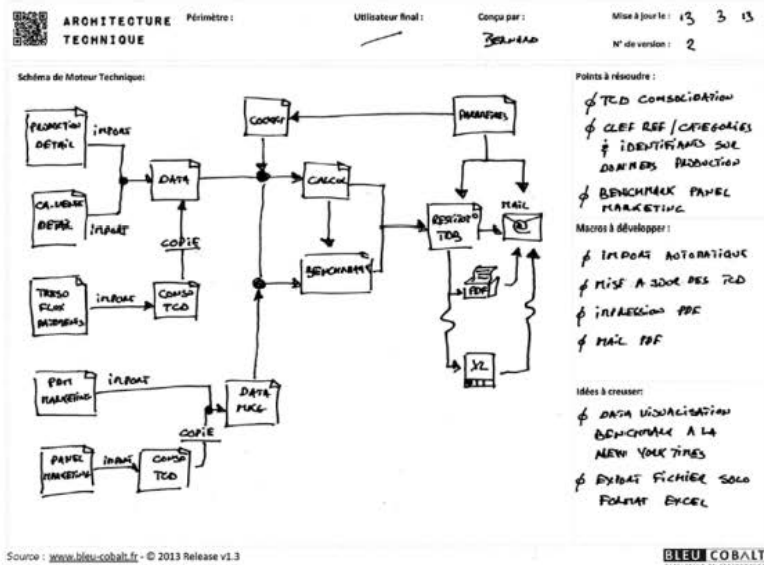 ARCHITECTURE
TECHNIQUE
Périmètre :
Utilisateur final :
Conçu par :
BERNARD
Mise à jour le : 13 3 13
N° de version : 2
Schéma de Moteur Technique:
PRODUCTION
DETAIL
IMPORT
CA-VENTE
DETAIL
IMPORT
DATA
COPIE
TRESO
FLUX
PAIEMENTS
IMPORT
CONSO
TCD
PDM
MARKETING
IMPORT
PANEL
MARKETING
IMPORT
CONSO
TCD
COPIE
DATA
MKG
COCKPIT
PARAMETRES
CALCUL
BENCHMARK
RESTITUT°
TDB
MAIL
@
PDF
XL
Points à résoudre :
TCD CONSOLIDATION
CLEF REF / CATEGORIES
& IDENTIFIANTS SUR
DONNEES PRODUCTION
BENCHMARK PANEL
MARKETING
Macros à développer :
IMPORT AUTOMATIQUE
MISE A JOUR DES TCD
IMPRESSION PDF
MAIL PDF
Idées à creuser:
DATA VISUALISATION
BENCHMARK A LA
NEW YORK TIMES
EXPORT FICHIER SOLO
FORMAT EXCEL
Source : www.bleu-cobalt.fr - © 2013 Release v1.3
BLEU COBALT